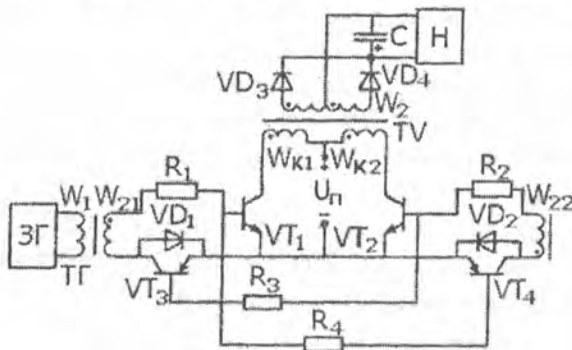 C
H
VD₃
VD₄
W₂
TV
Wк₁
Wк₂
R₁
R₂
Uп
W₁
W₂₁
VD₁
VT₁
VT₂
VD₂
W₂₂
ЗГ
ТГ
VT₃
VT₄
R₃
R₄